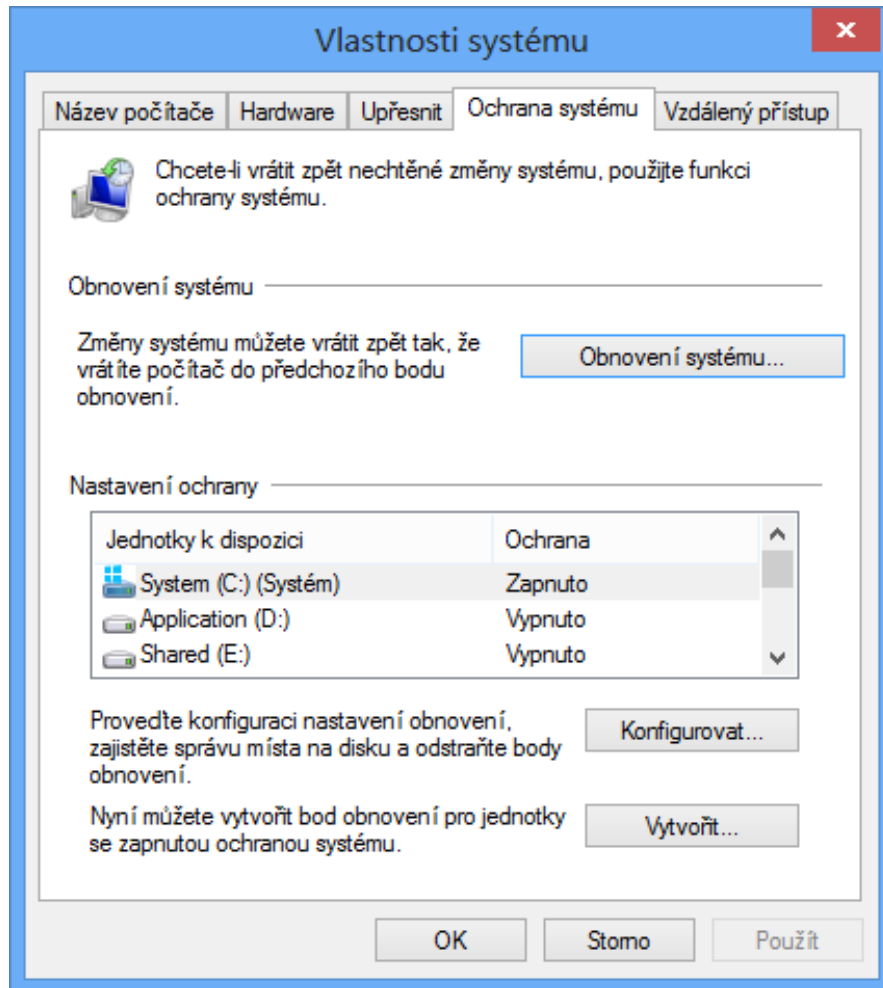 Vlastnosti systému
Název počítače Hardware Upřesnit Ochrana systému Vzdálený přístup
Chcete-li vrátit zpět nechtěné změny systému, použijte funkci
ochrany systému.
Obnovení systému
Změny systému můžete vrátit zpět tak, že
vrátíte počítač do předchozího bodu
obnovení.
Obnovení systému...
Nastavení ochrany
Jednotky k dispozici Ochrana
System (C:) (Systém) Zapnuto
Application (D:) Vypnuto
Shared (E:) Vypnuto
Proveďte konfiguraci nastavení obnovení,
zajistěte správu místa na disku a odstraňte body
obnovení.
Konfigurovat...
Nyní můžete vytvořit bod obnovení pro jednotky
se zapnutou ochranou systému.
Vytvořit...
OK Storno Použít